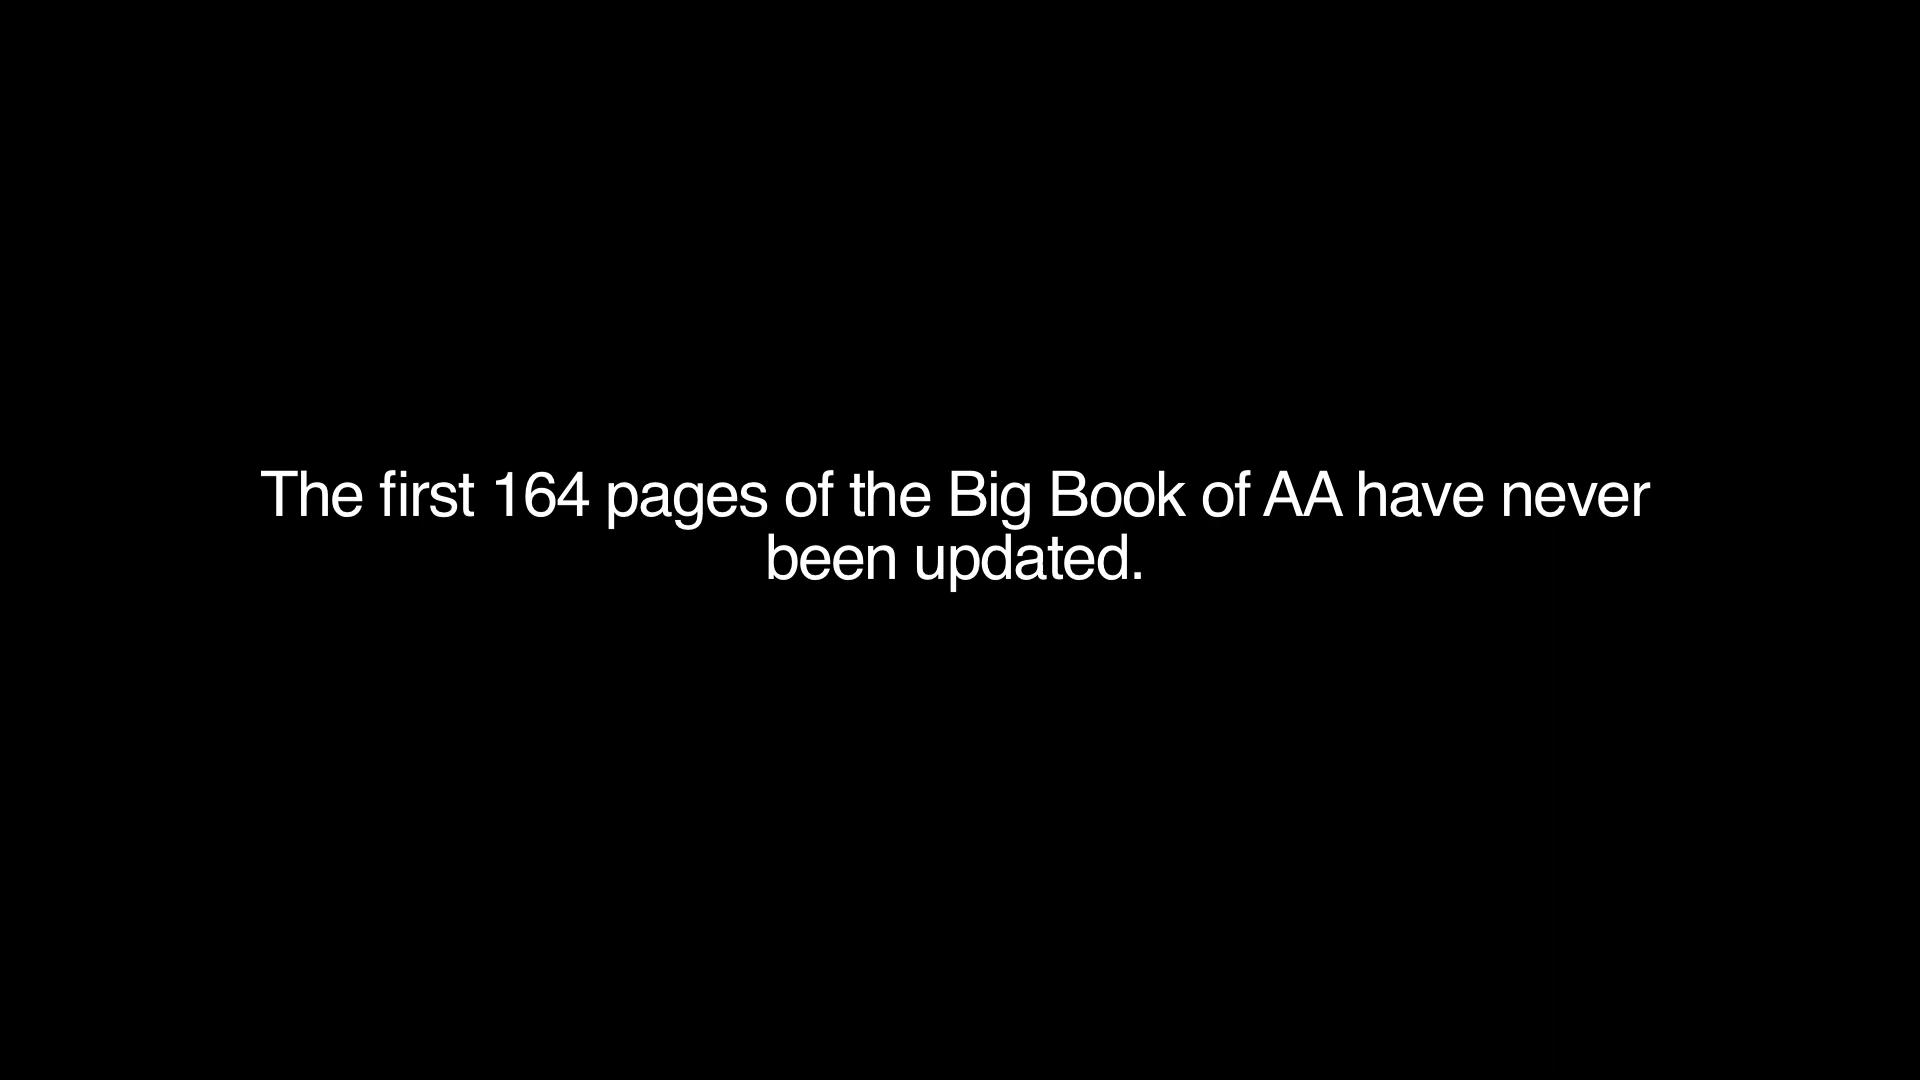 The first 164 pages of the Big Book of AA have never
been updated.